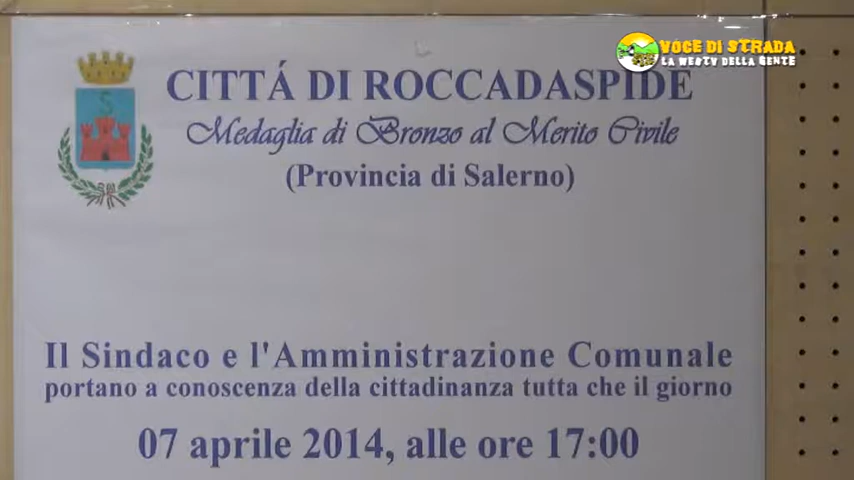 VOCE DI STRADA
LA WEBTV DELLA GENTE
CITTÁ DI ROCCADASPIDE
Medaglia di Bronzo al Merito Civile
(Provincia di Salerno)
S
Il Sindaco e l'Amministrazione Comunale
portano a conoscenza della cittadinanza tutta che il giorno
07 aprile 2014, alle ore 17:00